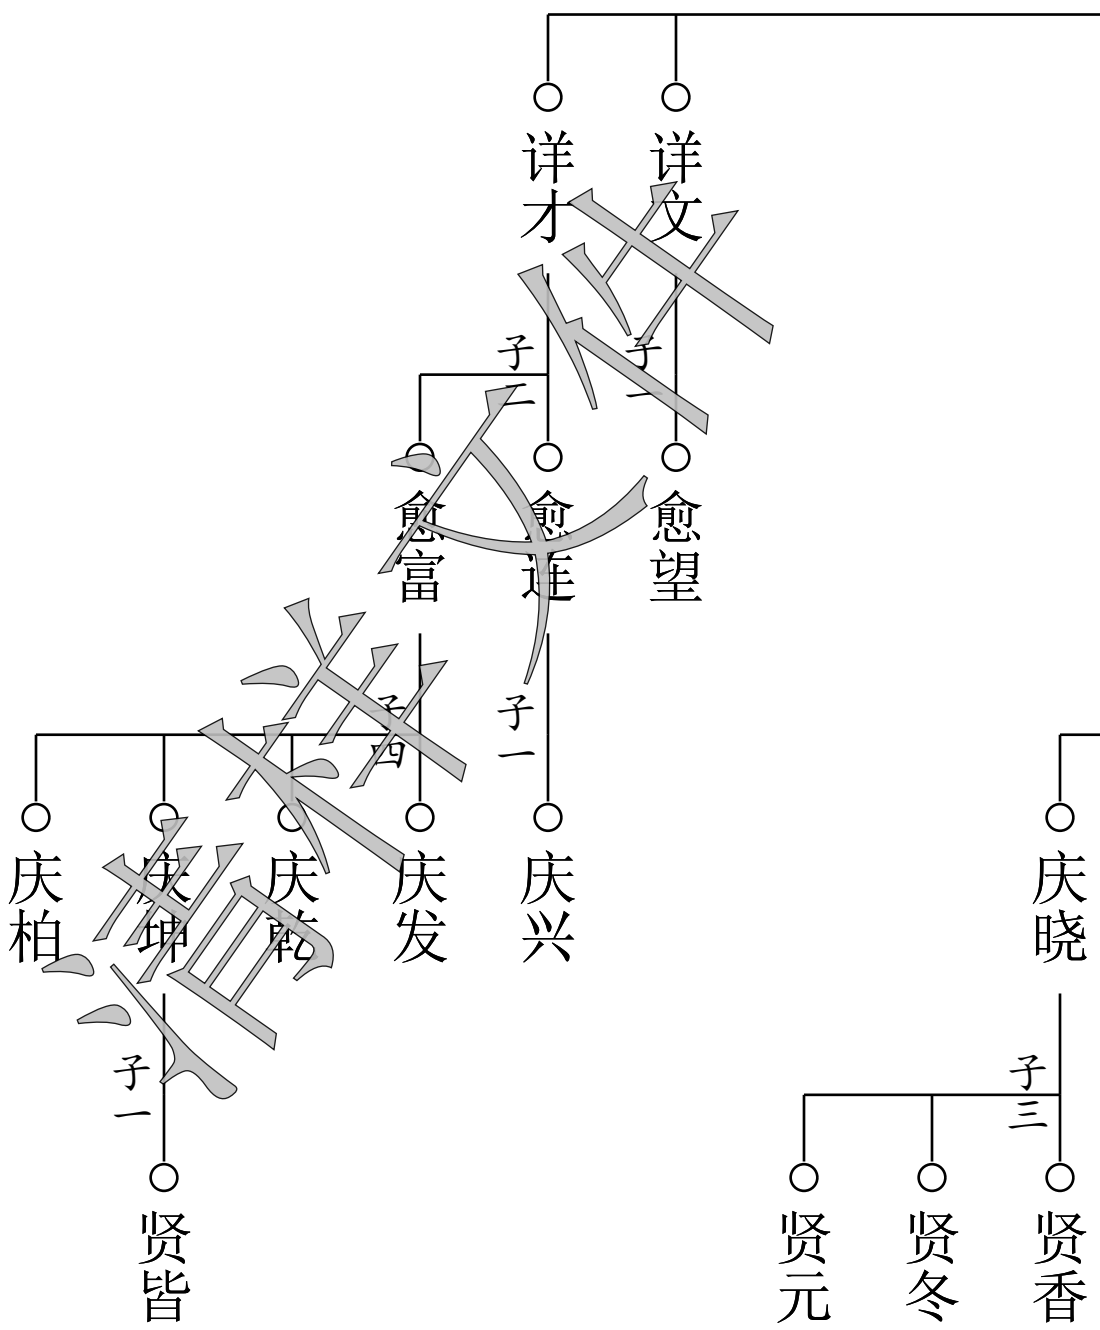 详文
详才
子一
子二
愈望
愈连
愈富
子一
子四
庆晓
庆兴
庆发
庆乾
庆坤
庆柏
子三
子一
贤香
贤冬
贤元
贤皆